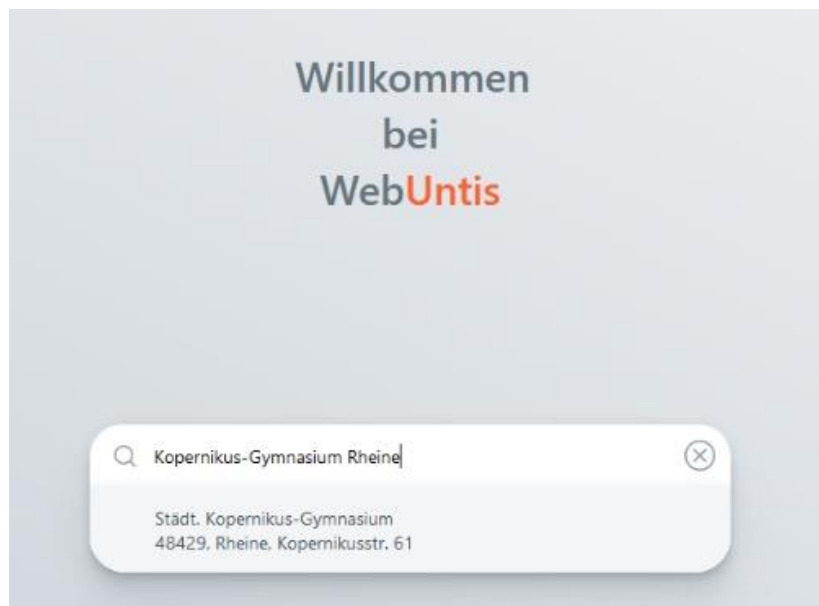 Willkommen
bei
WebUntis
Kopernikus-Gymnasium Rheine
Städt. Kopernikus-Gymnasium
48429, Rheine, Kopernikusstr. 61